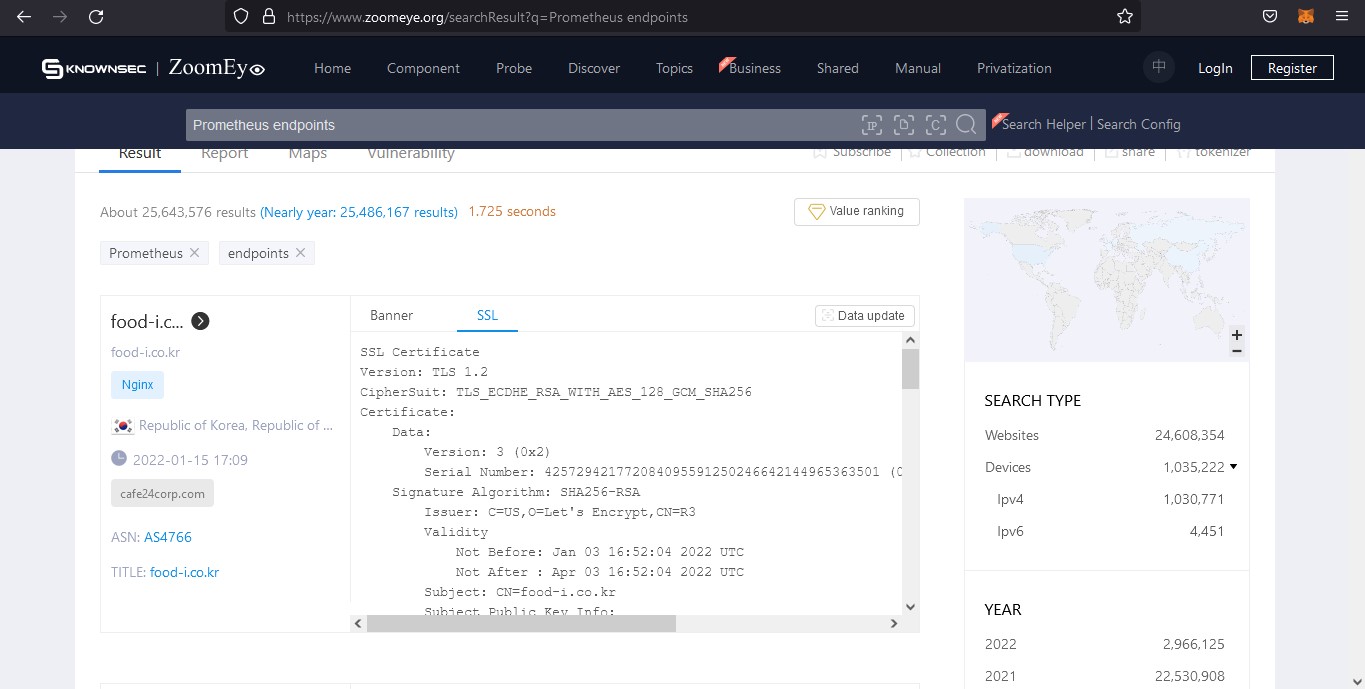 https://www.zoomeye.org/searchResult?q=Prometheus endpoints
KNOWNSEC | ZoomEye
Home Component Probe Discover Topics Business Shared Manual Privatization 中 LogIn Register
Prometheus endpoints IP D C Search Helper | Search Config
Result Report Maps Vulnerability Subscribe Collection download share tokenizer
About 25,643,576 results (Nearly year: 25,486,167 results) 1.725 seconds
Value ranking
Prometheus endpoints
food-i.c...
food-i.co.kr
Nginx
Republic of Korea, Republic of ...
2022-01-15 17:09
cafe24corp.com
ASN: AS4766
TITLE: food-i.co.kr
Banner SSL Data update
SSL Certificate
Version: TLS 1.2
CipherSuit: TLS_ECDHE_RSA_WITH_AES_128_GCM_SHA256
Certificate:
Data:
Version: 3 (0x2)
Serial Number: 425729421772084095591250246642144965363501 (0
Signature Algorithm: SHA256-RSA
Issuer: C=US,O=Let's Encrypt,CN=R3
Validity
Not Before: Jan 03 16:52:04 2022 UTC
Not After : Apr 03 16:52:04 2022 UTC
Subject: CN=food-i.co.kr
Subject Public Key Info:
+
−
SEARCH TYPE
Websites 24,608,354
Devices 1,035,222
Ipv4 1,030,771
Ipv6 4,451
YEAR
2022 2,966,125
2021 22,530,908